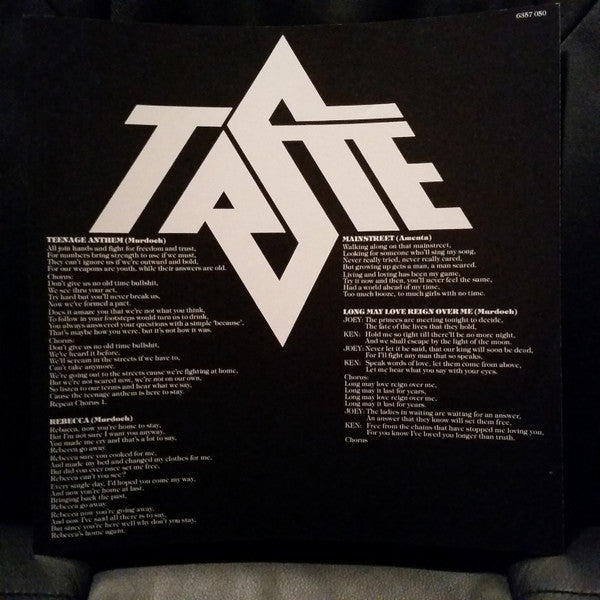 6357 050
TASTE
TEENAGE ANTHEM (Murdoch)
All join hands and fight for freedom and trust,
For numbers bring strength to use if we must,
They can't ignore us if we're outward and bold,
For our weapons are youth, while their answers are old.
Chorus:
Don't give us no old time bullshit,
We see thru your act,
Try hard but you'll never break us,
Now we've formed a pact.
Does it amaze you that we're not what you think,
To follow in your footsteps would turn us to drink,
You always answered your questions with a simple 'because',
That's maybe how you were, but it's not how it was.
Chorus:
Don't give us no old time bullshit,
We've heard it before,
We'll scream in the streets if we have to,
Can't take anymore.
We're going out to the streets cause we're fighting at home,
But we're not scared now, we're not on our own,
So listen to our terms and hear what we say,
Cause the teenage anthem is here to stay.
Repeat Chorus 1.
REBECCA (Murdoch)
Rebecca, now you're home to stay,
But I'm not sure I want you anyway.
You made me cry and that's a lot to say,
Rebecca go away.
Rebecca sure you cooked for me,
And made my bed and changed my clothes for me,
But did you ever once set me free,
Rebecca can't you see?
Every single day, I'd hoped you come my way,
And now you're home at last,
Bringing back the past,
Rebecca go away.
Rebecca now you're going away,
And now I've said all there is to say,
But since you're here well why don't you stay,
Rebecca's home again.
MAINSTREET (Amenta)
Walking along on that mainstreet,
Looking for someone who'll sing my song,
Never really tried, never really cared,
But growing up gets a man, a man scared.
Living and loving has been my game,
Try it now and then, you'll never feel the same,
Had a world ahead of my time,
Too much booze, to much girls with no time.
LONG MAY LOVE REIGN OVER ME (Murdoch)
JOEY: The princes are meeting tonight to decide,
The fate of the lives that they hold,
KEN: Hold me so tight till there'll be no more night,
And we shall escape by the light of the moon.
JOEY: Never let it be said, that our king will soon be dead,
For I'll fight any man that so speaks,
KEN: Speak words of love, let them come from above,
Let me hear what you say with your eyes.
Chorus:
Long may love reign over me,
Long may it last for years,
Long may love reign over me,
Long may it last for years.
JOEY: The ladies in waiting are waiting for an answer,
An answer that they know will set them free,
KEN: Free from the chains that have stopped me loving you,
For you know I've loved you longer than truth.
Chorus